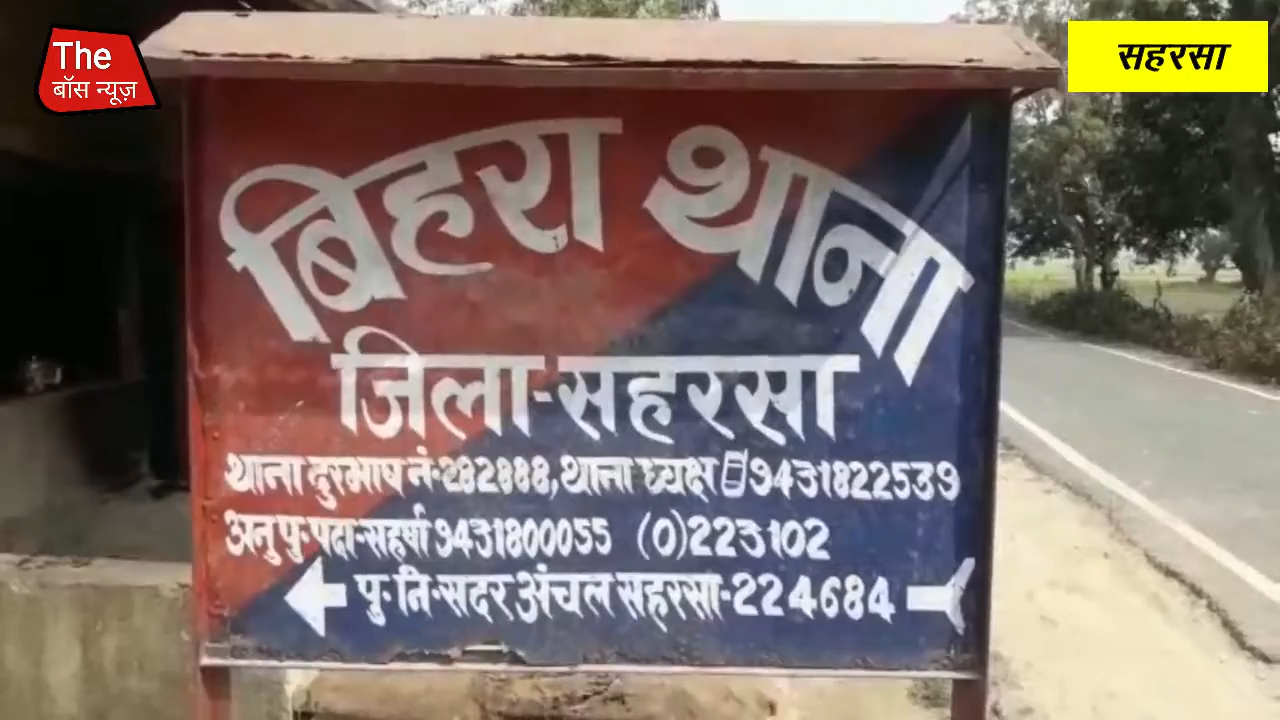 The
बॉस न्यूज़
सहरसा
बिहरा थाना
जिला-सहरसा
थाना दुरभाष नं॰-282888, थाना ध्यक्ष 9431822539
अनु पु॰ पदा॰-सहर्षा 9431800055 (0)223102
पु॰ नि॰-सदर अंचल सहरसा-224684